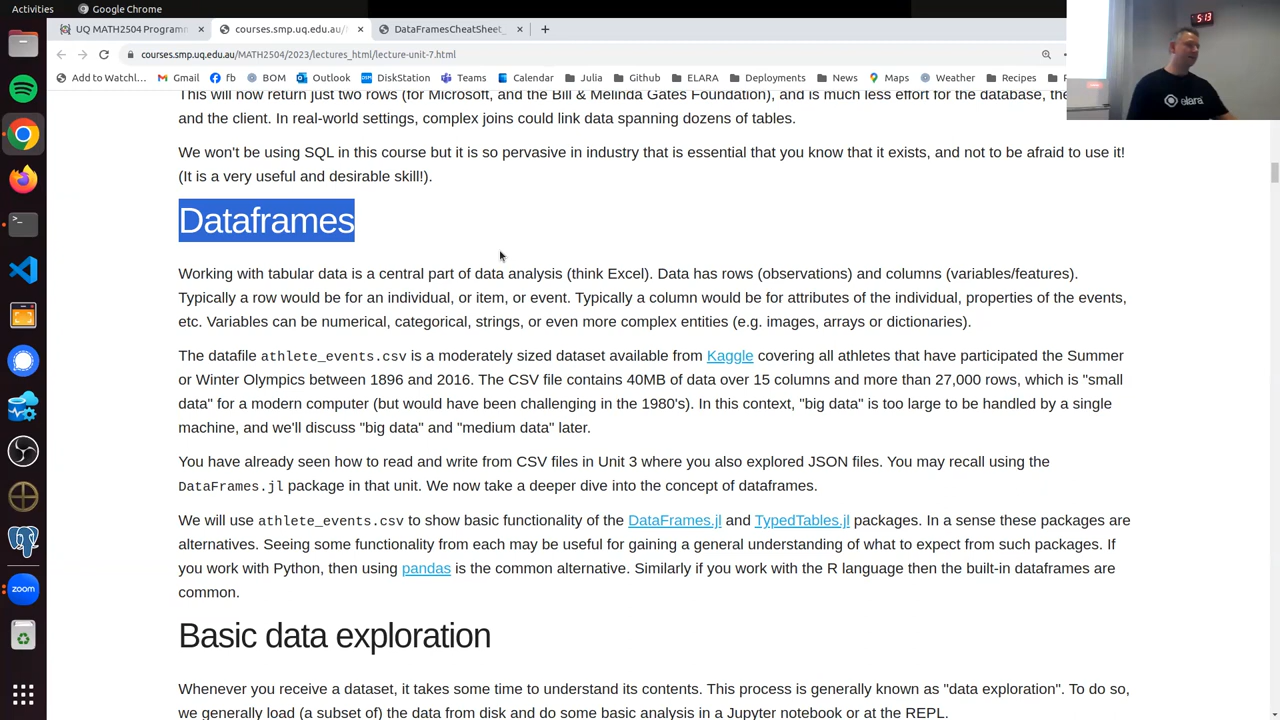 Activities
Google Chrome
UQ MATH2504 Programm
courses.smp.uq.edu.au/
DataFramesCheatSheet_
courses.smp.uq.edu.au/MATH2504/2023/lectures_html/lecture-unit-7.html
Add to Watchl...
Gmail
fb
BOM
Outlook
DiskStation
Teams
Calendar
Julia
Github
ELARA
Deployments
News
Maps
Weather
Recipes
5:13
elara
This will now return just two rows (for Microsoft, and the Bill & Melinda Gates Foundation), and is much less effort for the database, the
and the client. In real-world settings, complex joins could link data spanning dozens of tables.
We won't be using SQL in this course but it is so pervasive in industry that is essential that you know that it exists, and not to be afraid to use it!
(It is a very useful and desirable skill!).
Dataframes
Working with tabular data is a central part of data analysis (think Excel). Data has rows (observations) and columns (variables/features).
Typically a row would be for an individual, or item, or event. Typically a column would be for attributes of the individual, properties of the events,
etc. Variables can be numerical, categorical, strings, or even more complex entities (e.g. images, arrays or dictionaries).
The datafile athlete_events.csv is a moderately sized dataset available from Kaggle covering all athletes that have participated the Summer
or Winter Olympics between 1896 and 2016. The CSV file contains 40MB of data over 15 columns and more than 27,000 rows, which is "small
data" for a modern computer (but would have been challenging in the 1980's). In this context, "big data" is too large to be handled by a single
machine, and we'll discuss "big data" and "medium data" later.
You have already seen how to read and write from CSV files in Unit 3 where you also explored JSON files. You may recall using the
DataFrames.jl package in that unit. We now take a deeper dive into the concept of dataframes.
We will use athlete_events.csv to show basic functionality of the DataFrames.jl and TypedTables.jl packages. In a sense these packages are
alternatives. Seeing some functionality from each may be useful for gaining a general understanding of what to expect from such packages. If
you work with Python, then using pandas is the common alternative. Similarly if you work with the R language then the built-in dataframes are
common.
Basic data exploration
Whenever you receive a dataset, it takes some time to understand its contents. This process is generally known as "data exploration". To do so,
we generally load (a subset of) the data from disk and do some basic analysis in a Jupyter notebook or at the REPL.
zoom